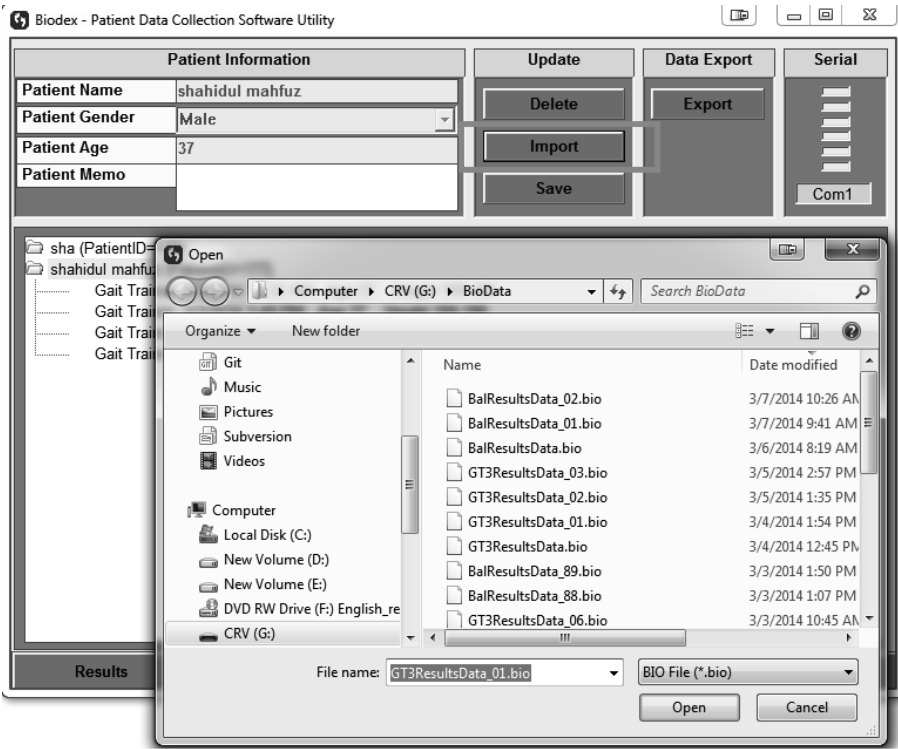 Biodex - Patient Data Collection Software Utility
Patient Information
Update
Data Export
Serial
Patient Name
shahidul mahfuz
Delete
Export
Patient Gender
Male
Patient Age
37
Import
Patient Memo
Save
Com1
sha (PatientID=
shahidul mahfuz
Gait Trai
Gait Trai
Gait Trai
Gait Trai
Open
Computer
CRV (G:)
BioData
Search BioData
Organize
New folder
Git
Music
Pictures
Subversion
Videos
Computer
Local Disk (C:)
New Volume (D:)
New Volume (E:)
DVD RW Drive (F:) English_re
CRV (G:)
Name
Date modified
BalResultsData_02.bio
3/7/2014 10:26 AM
BalResultsData_01.bio
3/7/2014 9:41 AM
BalResultsData.bio
3/6/2014 8:19 AM
GT3ResultsData_03.bio
3/5/2014 2:57 PM
GT3ResultsData_02.bio
3/5/2014 1:35 PM
GT3ResultsData_01.bio
3/4/2014 1:54 PM
GT3ResultsData.bio
3/4/2014 12:45 PM
BalResultsData_89.bio
3/3/2014 1:50 PM
BalResultsData_88.bio
3/3/2014 1:07 PM
GT3ResultsData_06.bio
3/3/2014 10:45 AM
Results
File name:
GT3ResultsData_01.bio
BIO File (*.bio)
Open
Cancel